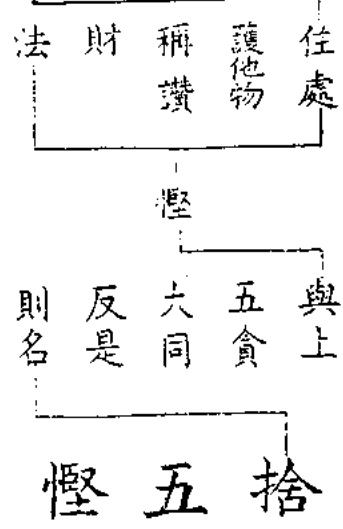 住處
護他物
稱讚
財
法
慳
與上
五貪
大同
反是
則名
捨五慳